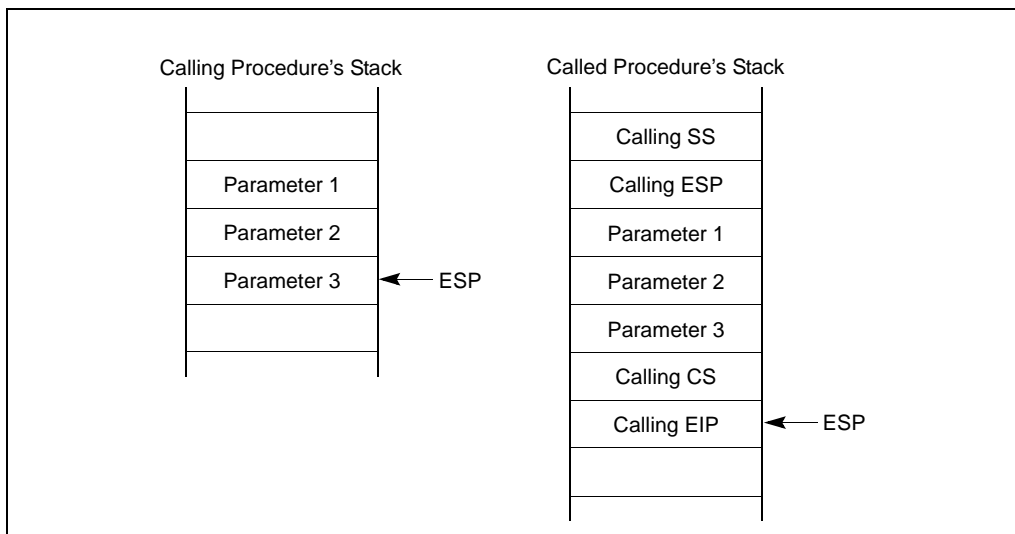 Calling Procedure's Stack
Parameter 1
Parameter 2
Parameter 3
ESP
Called Procedure's Stack
Calling SS
Calling ESP
Parameter 1
Parameter 2
Parameter 3
Calling CS
Calling EIP
ESP